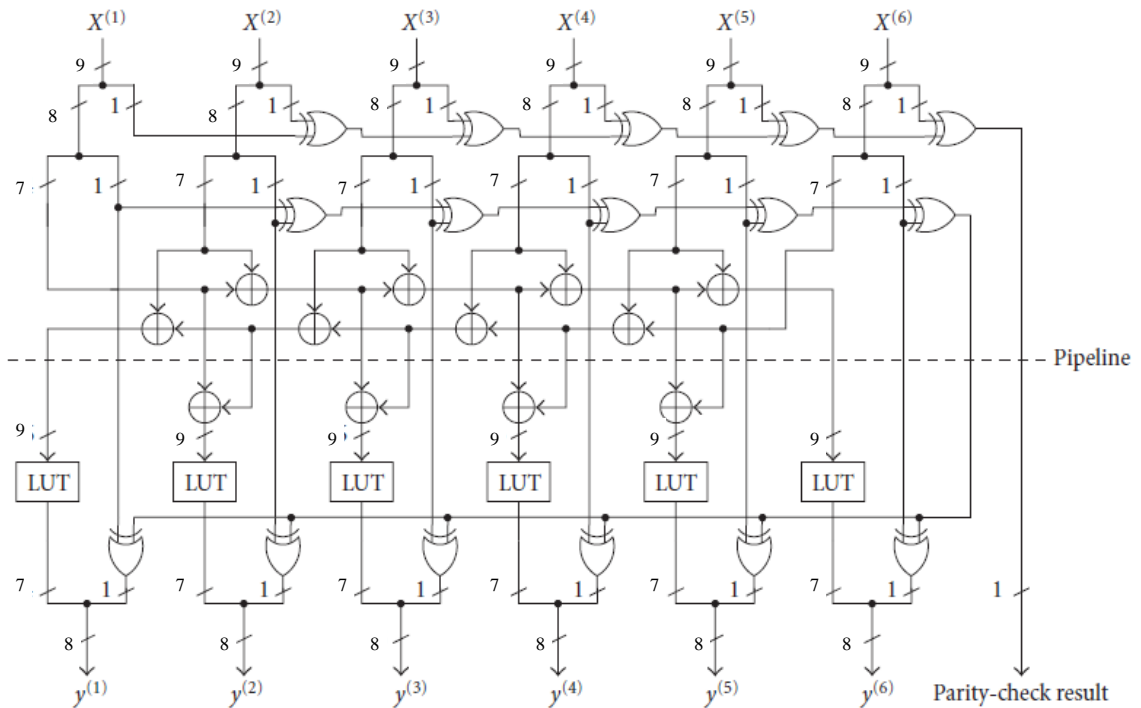 X(1) X(2) X(3) X(4) X(5) X(6)
9 9 9 9 9 9
8 1 8 1 8 1 8 1 8 1 8 1
7 1 7 1 7 1 7 1 7 1 7 1
Pipeline
9 9 9 9 9 9
LUT LUT LUT LUT LUT LUT
7 1 7 1 7 1 7 1 7 1 7 1 1
8 8 8 8 8 8
y(1) y(2) y(3) y(4) y(5) y(6) Parity-check result